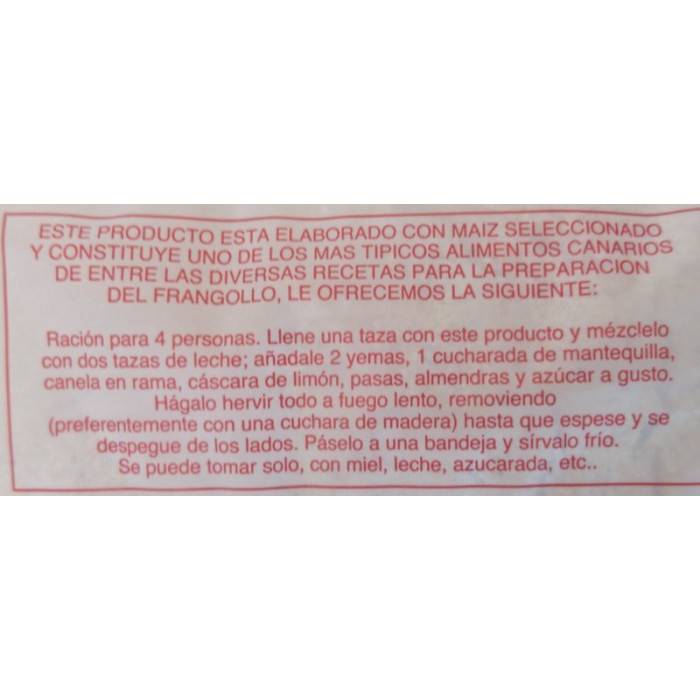 ESTE PRODUCTO ESTA ELABORADO CON MAIZ SELECCIONADO
Y CONSTITUYE UNO DE LOS MAS TIPICOS ALIMENTOS CANARIOS
DE ENTRE LAS DIVERSAS RECETAS PARA LA PREPARACION
DEL FRANGOLLO, LE OFRECEMOS LA SIGUIENTE:
Ración para 4 personas. Llene una taza con este producto y mézclelo
con dos tazas de leche; añadale 2 yemas, 1 cucharada de mantequilla,
canela en rama, cáscara de limón, pasas, almendras y azúcar a gusto.
Hágalo hervir todo a fuego lento, removiendo
(preferentemente con una cuchara de madera) hasta que espese y se
despegue de los lados. Páselo a una bandeja y sírvalo frío.
Se puede tomar solo, con miel, leche, azucarada, etc..